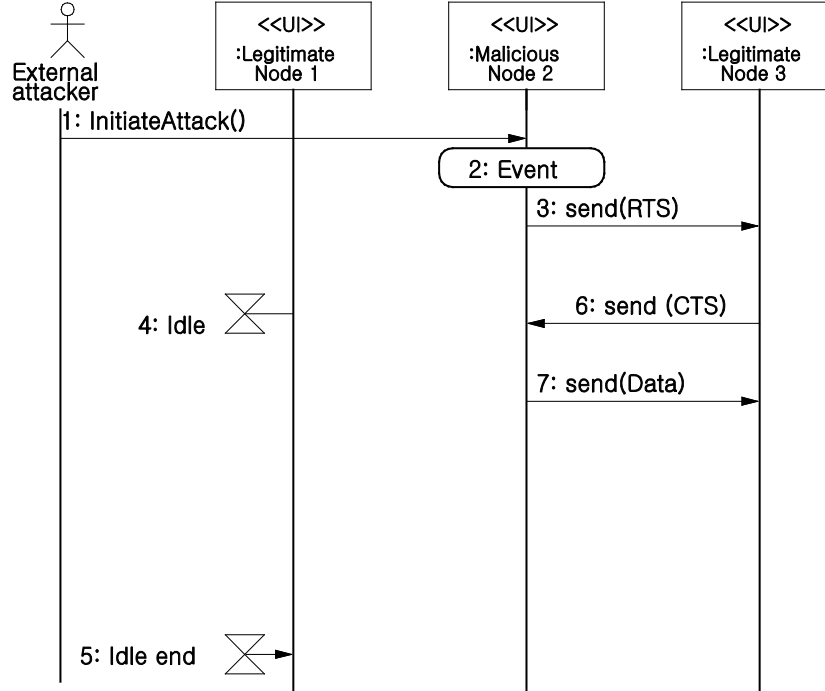 <<UI>>
:Legitimate
Node 1
<<UI>>
:Malicious
Node 2
<<UI>>
:Legitimate
Node 3
External
attacker
1: InitiateAttack()
2: Event
3: send(RTS)
4: Idle
6: send (CTS)
7: send(Data)
5: Idle end